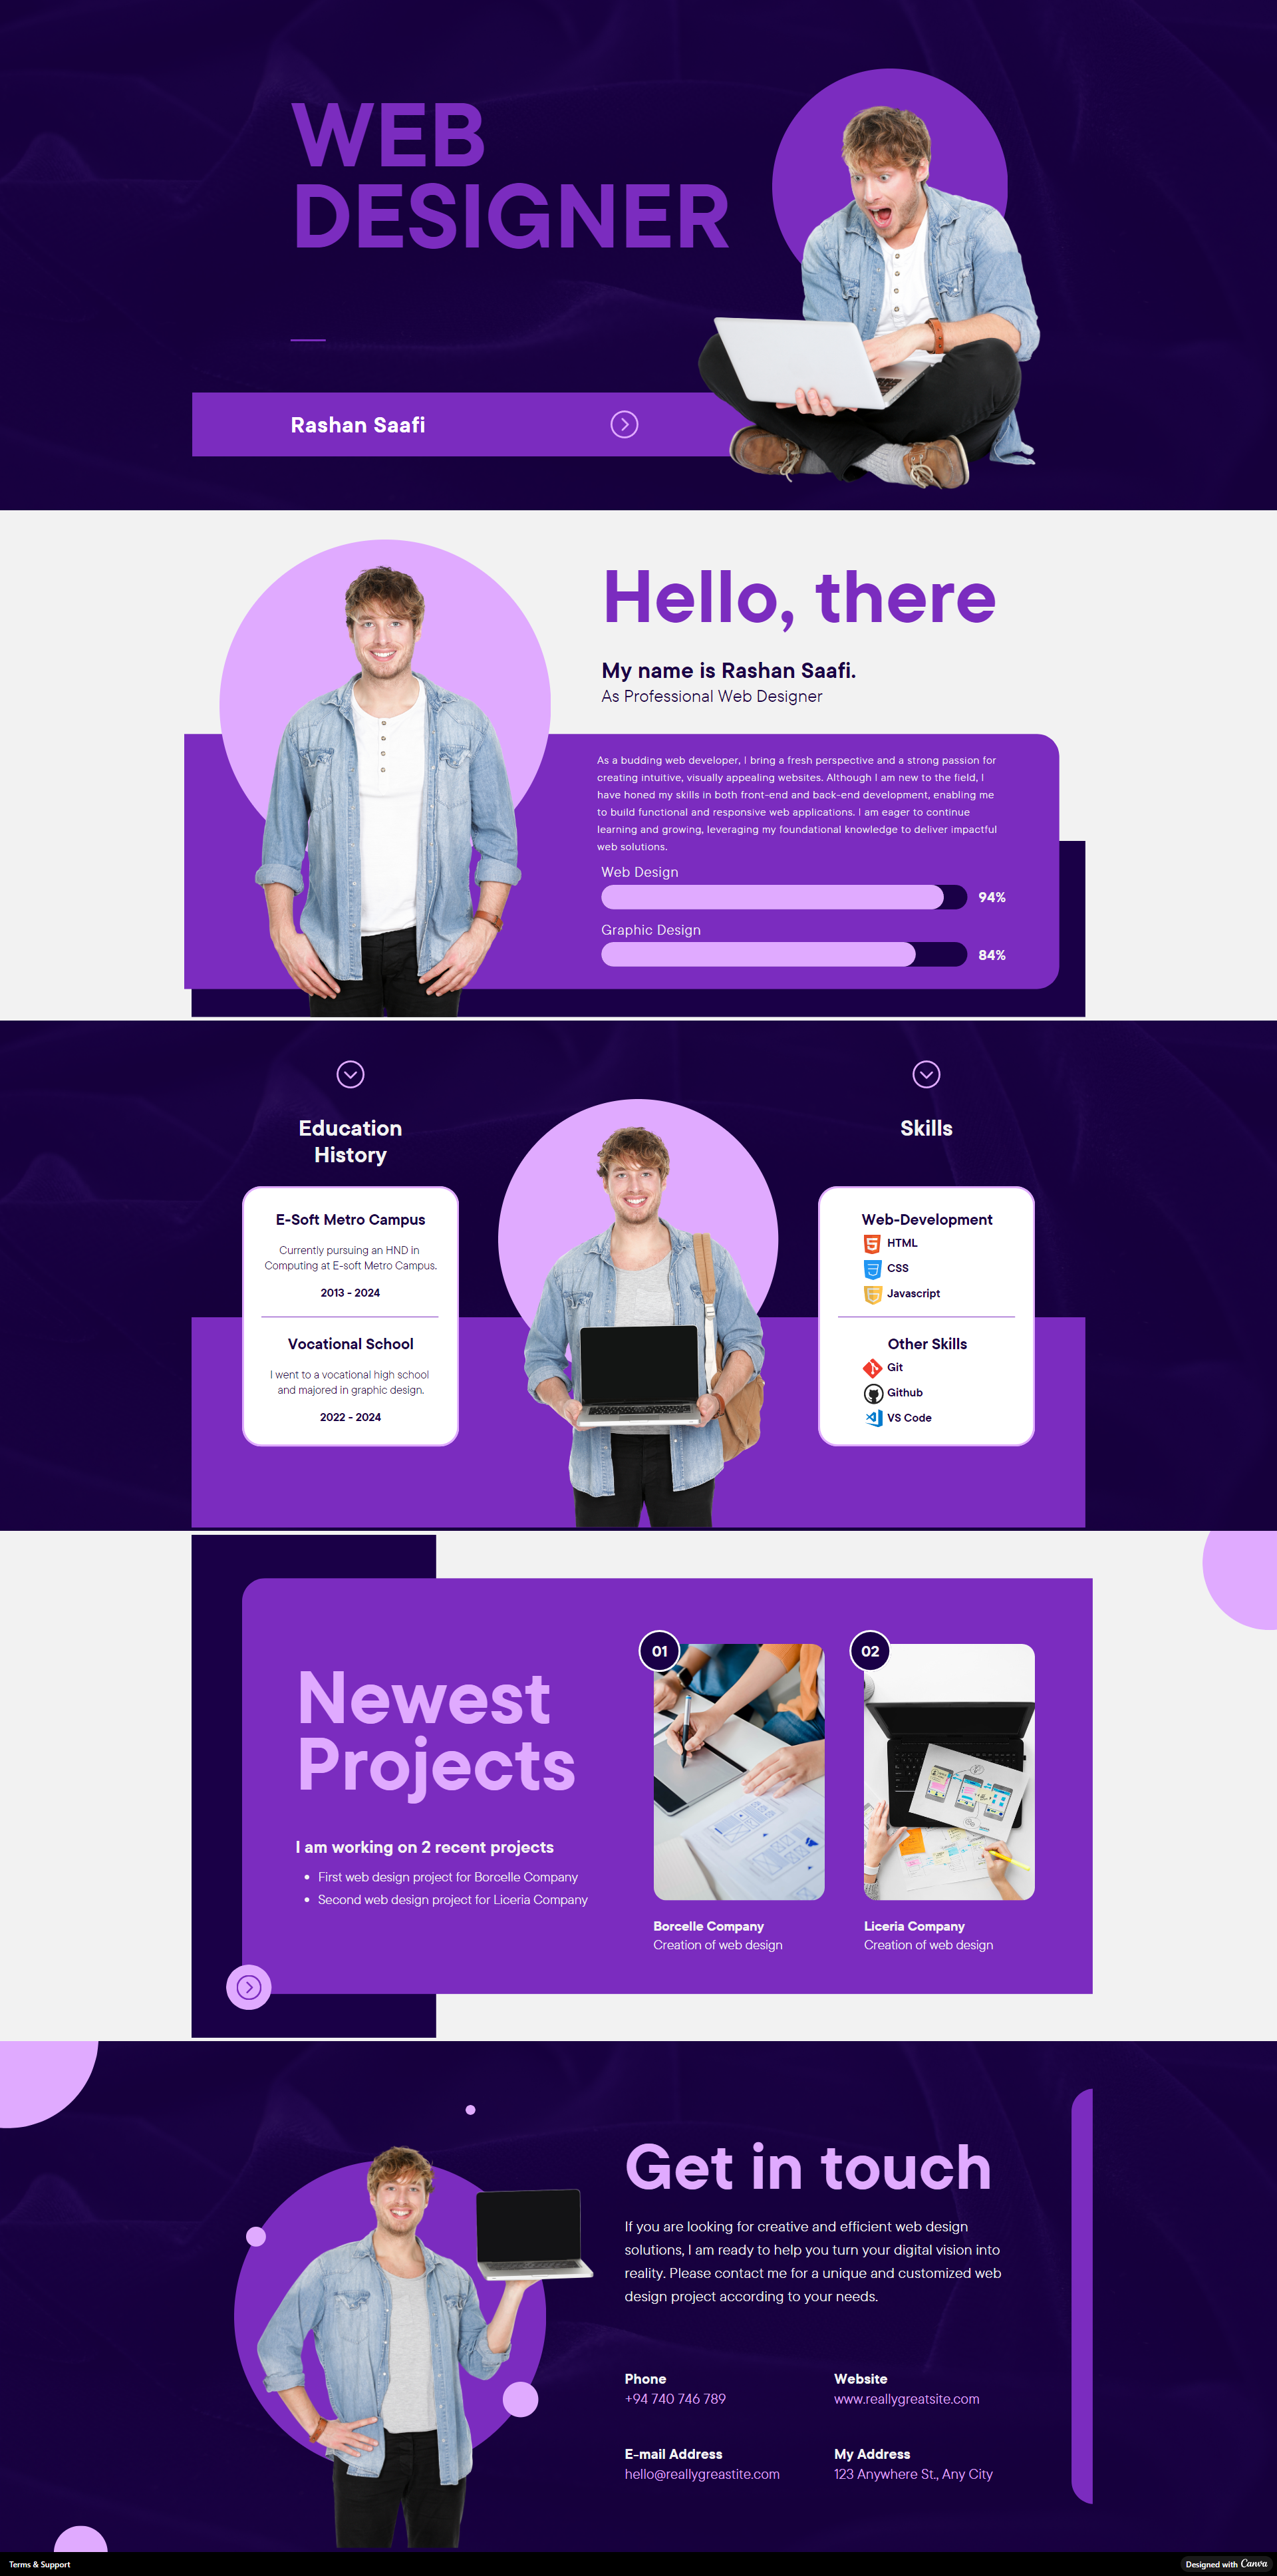 WEB
DESIGNER
Rashan Saafi
Hello, there
My name is Rashan Saafi.
As Professional Web Designer
As a budding web developer, I bring a fresh perspective and a strong passion for
creating intuitive, visually appealing websites. Although I am new to the field, I
have honed my skills in both front-end and back-end development, enabling me
to build functional and responsive web applications. I am eager to continue
learning and growing, leveraging my foundational knowledge to deliver impactful
web solutions.
Web Design
94%
Graphic Design
84%
Education
History
E-Soft Metro Campus
Currently pursuing an HND in
Computing at E-soft Metro Campus.
2013 - 2024
Vocational School
I went to a vocational high school
and majored in graphic design.
2022 - 2024
Skills
Web-Development
HTML
CSS
Javascript
Other Skills
Git
Github
VS Code
Newest
Projects
I am working on 2 recent projects
First web design project for Borcelle Company
Second web design project for Liceria Company
01
Borcelle Company
Creation of web design
02
Liceria Company
Creation of web design
Get in touch
If you are looking for creative and efficient web design
solutions, I am ready to help you turn your digital vision into
reality. Please contact me for a unique and customized web
design project according to your needs.
Phone
+94 740 746 789
Website
www.reallygreatsite.com
E-mail Address
hello@reallygreastite.com
My Address
123 Anywhere St., Any City
Terms & Support
Designed with Canva